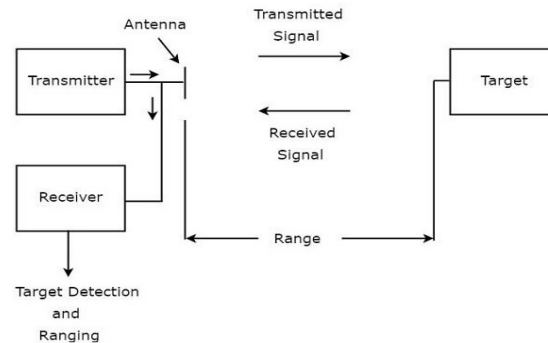 Antenna
Transmitted
Signal
Transmitter
Target
Received
Signal
Receiver
Range
Target Detection
and
Ranging